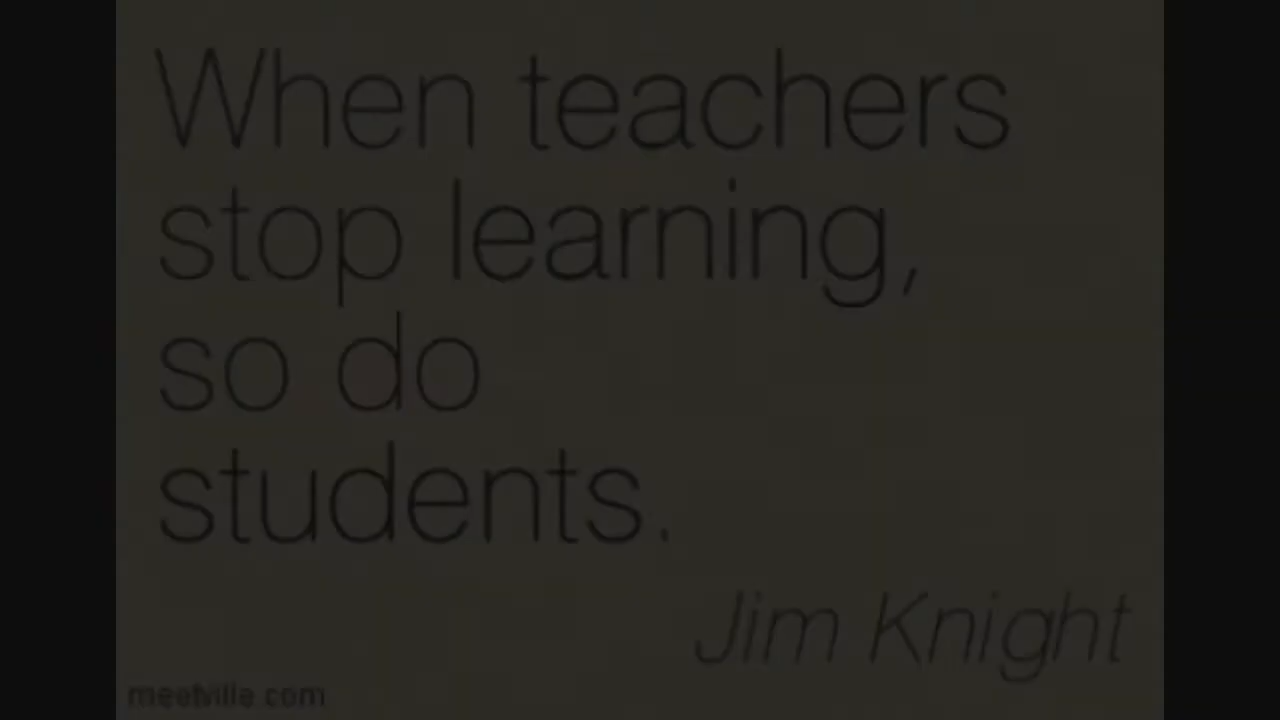 When teachers
stop learning,
so do
students.
Jim Knight
meetville.com